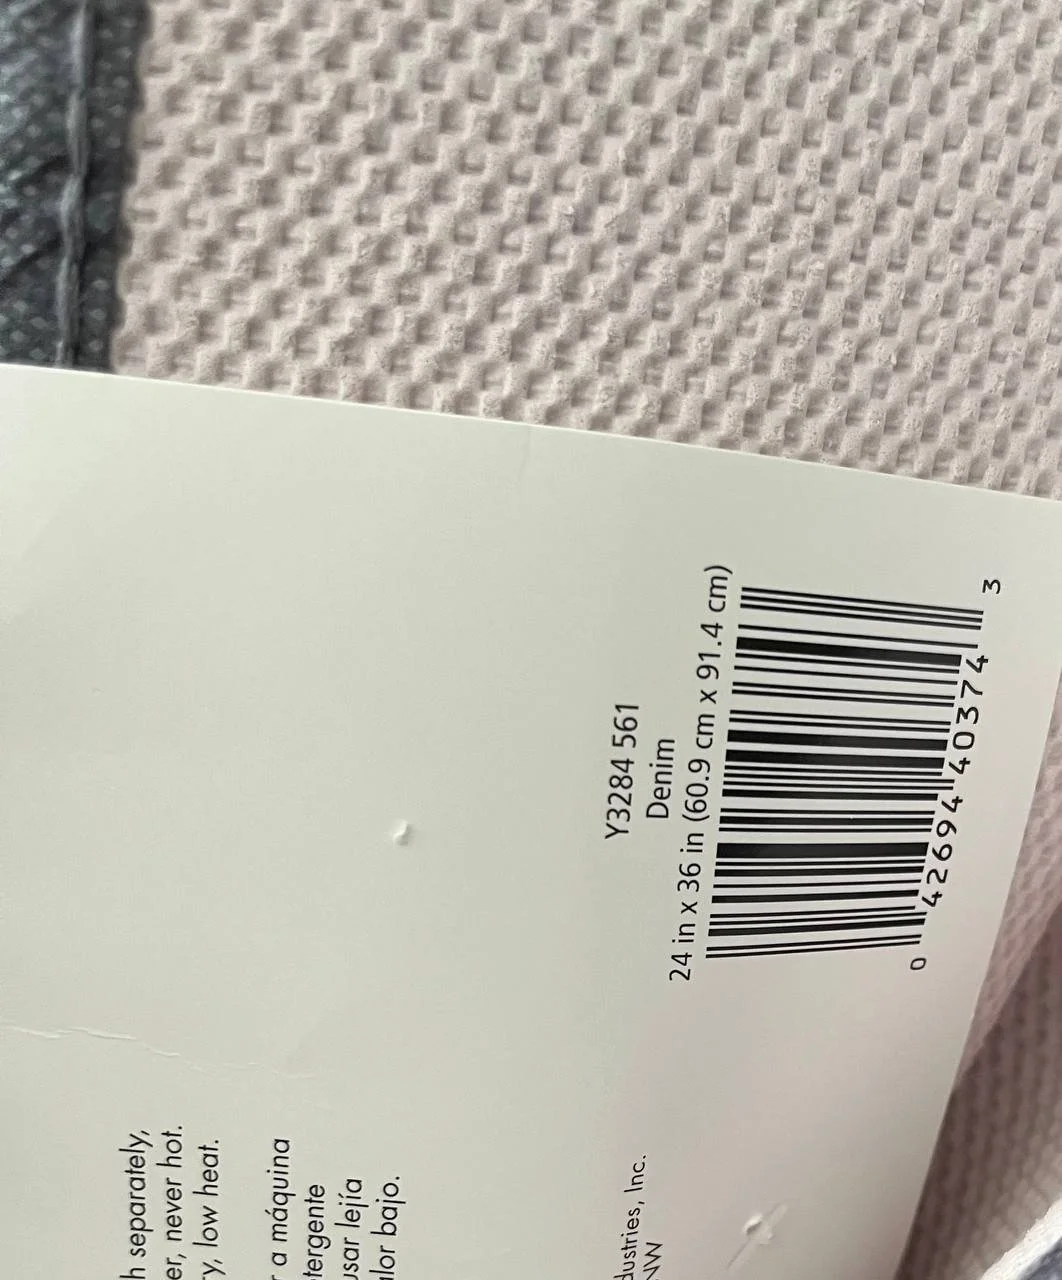 h separately,
er, never hot.
y, low heat.
a máquina
tergente
usar lejía
lor bajo.
dustries, Inc.
NW
Y3284 561
Denim
24 in x 36 in (60.9 cm x 91.4 cm)
0 42694 40374 3